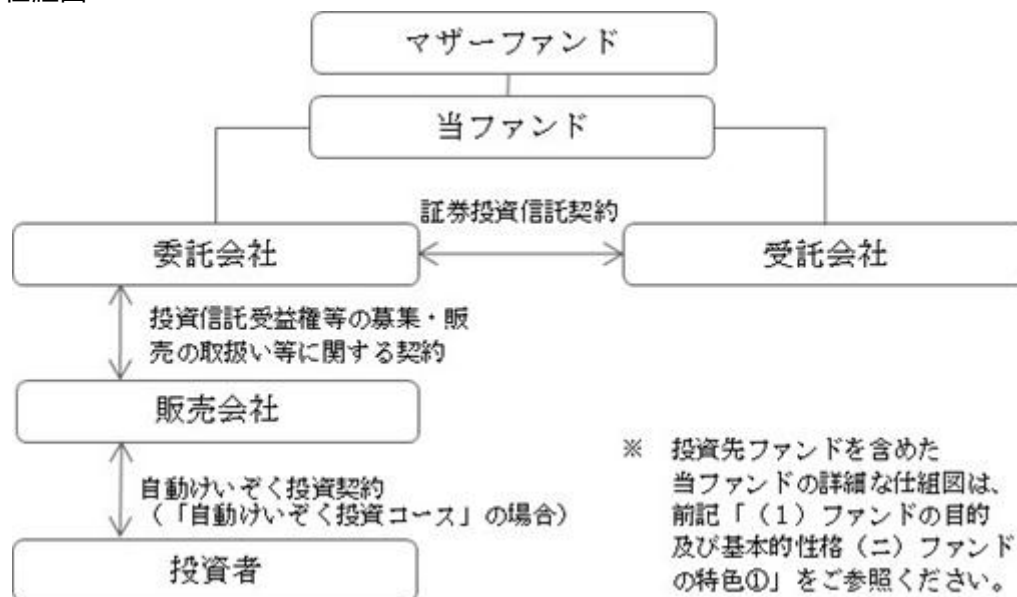 マザーファンド
当ファンド
証券投資信託契約
委託会社
受託会社
投資信託受益権等の募集・販
売の取扱い等に関する契約
販売会社
自動けいぞく投資契約
(「自動けいぞく投資コース」の場合)
投資者
※ 投資先ファンドを含めた
当ファンドの詳細な仕組図は、
前記「(1)ファンドの目的
及び基本的性格(ニ)ファンド
の特色①」をご参照ください。